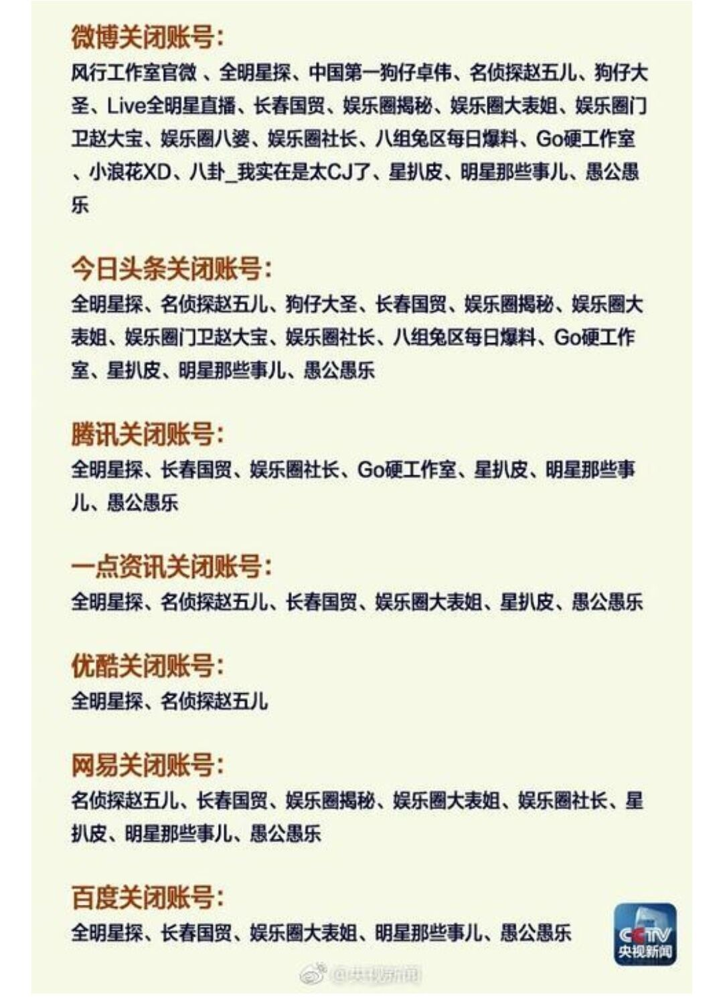 微博关闭账号：
风行工作室官微 、全明星探、中国第一狗仔卓伟、名侦探赵五儿、狗仔大
圣、Live全明星直播、长春国贸、娱乐圈揭秘、娱乐圈大表姐、娱乐圈门
卫赵大宝、娱乐圈八婆、娱乐圈社长、八组兔区每日爆料、Go硬工作室
、小浪花XD、八卦_我实在是太CJ了、星扒皮、明星那些事儿、愚公愚
乐
今日头条关闭账号：
全明星探、名侦探赵五儿、狗仔大圣、长春国贸、娱乐圈揭秘、娱乐圈大
表姐、娱乐圈门卫赵大宝、娱乐圈社长、八组兔区每日爆料、Go硬工作
室、星扒皮、明星那些事儿、愚公愚乐
腾讯关闭账号：
全明星探、长春国贸、娱乐圈社长、Go硬工作室、星扒皮、明星那些事
儿、愚公愚乐
一点资讯关闭账号：
全明星探、名侦探赵五儿、长春国贸、娱乐圈大表姐、星扒皮、愚公愚乐
优酷关闭账号：
全明星探、名侦探赵五儿
网易关闭账号：
名侦探赵五儿、长春国贸、娱乐圈揭秘、娱乐圈大表姐、娱乐圈社长、星
扒皮、明星那些事儿、愚公愚乐
百度关闭账号：
全明星探、长春国贸、娱乐圈大表姐、明星那些事儿、愚公愚乐
CCTV
央视新闻
@央视新闻